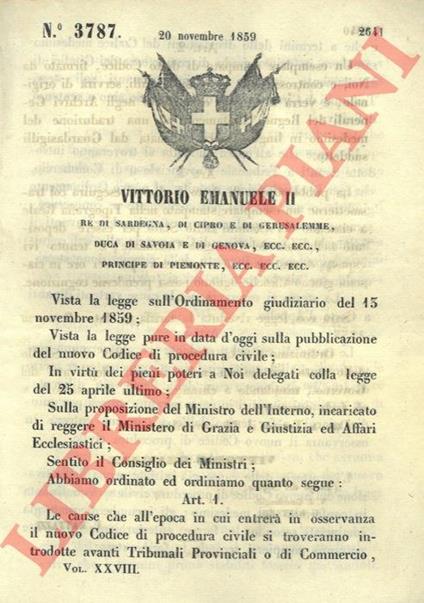 N.° 3787.
20 novembre 1859
2641
VITTORIO EMANUELE II
RE DI SARDEGNA, DI CIPRO E DI GERUSALEMME,
DUCA DI SAVOIA E DI GENOVA, ECC. ECC.,
PRINCIPE DI PIEMONTE, ECC. ECC. ECC.
Vista la legge sull'Ordinamento giudiziario del 15
novembre 1859;
Vista la legge pure in data d'oggi sulla pubblicazione
del nuovo Codice di procedura civile;
In virtù dei pieni poteri a Noi delegati colla legge
del 25 aprile ultimo;
Sulla proposizione del Ministro dell'Interno, incaricato
di reggere il Ministero di Grazia e Giustizia ed Affari
Ecclesiastici;
Sentito il Consiglio dei Ministri;
Abbiamo ordinato ed ordiniamo quanto segue:
Art. 1.
Le cause che all'epoca in cui entrerà in osservanza
il nuovo Codice di procedura civile si troveranno in-
trodotte avanti Tribunali Provinciali o di Commercio,
VOL. XXVIII.
LIBRERIA PIANI